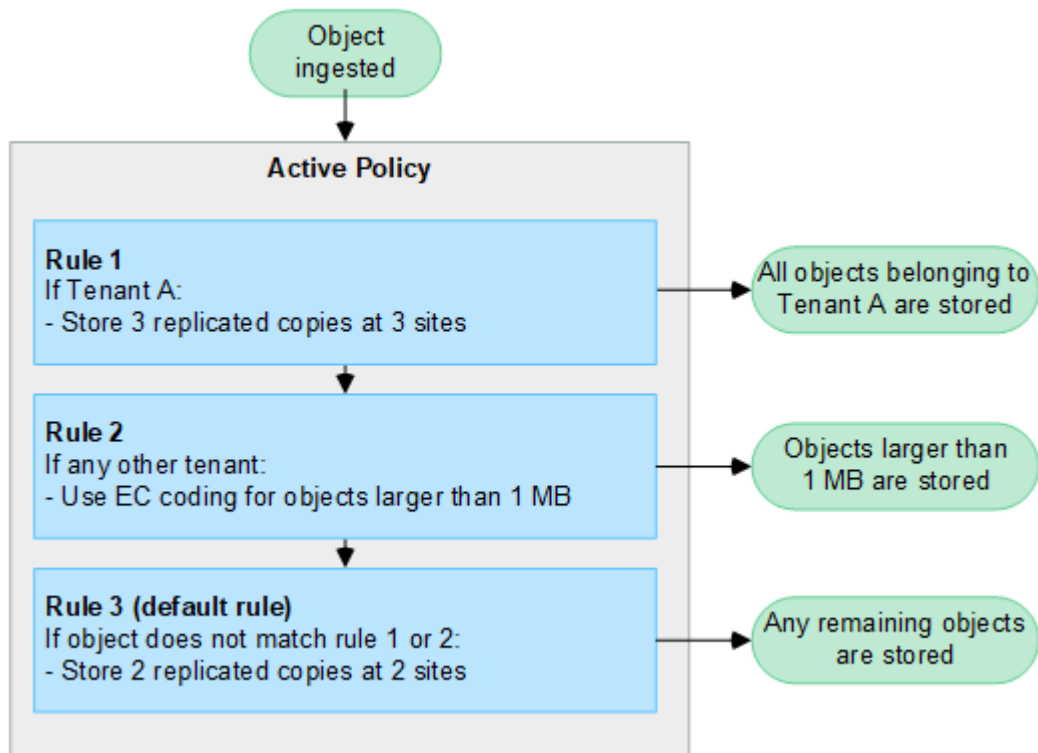 Object
ingested
Active Policy
Rule 1
If Tenant A:
- Store 3 replicated copies at 3 sites
All objects belonging to
Tenant A are stored
Rule 2
If any other tenant:
- Use EC coding for objects larger than 1 MB
Objects larger than
1 MB are stored
Rule 3 (default rule)
If object does not match rule 1 or 2:
- Store 2 replicated copies at 2 sites
Any remaining objects
are stored